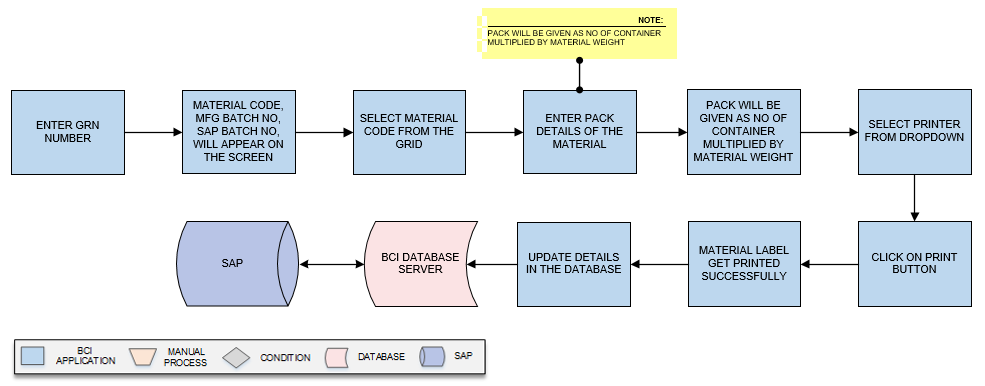 NOTE:
PACK WILL BE GIVEN AS NO OF CONTAINER
MULTIPLIED BY MATERIAL WEIGHT
ENTER GRN
NUMBER
MATERIAL CODE,
MFG BATCH NO,
SAP BATCH NO,
WILL APPEAR ON
THE SCREEN
SELECT MATERIAL
CODE FROM THE
GRID
ENTER PACK
DETAILS OF THE
MATERIAL
PACK WILL BE
GIVEN AS NO OF
CONTAINER
MULTIPLIED BY
MATERIAL WEIGHT
SELECT PRINTER
FROM DROPDOWN
CLICK ON PRINT
BUTTON
MATERIAL LABEL
GET PRINTED
SUCCESSFULLY
UPDATE DETAILS
IN THE DATABASE
BCI DATABASE
SERVER
SAP
BCI
APPLICATION
MANUAL
PROCESS
CONDITION
DATABASE
SAP